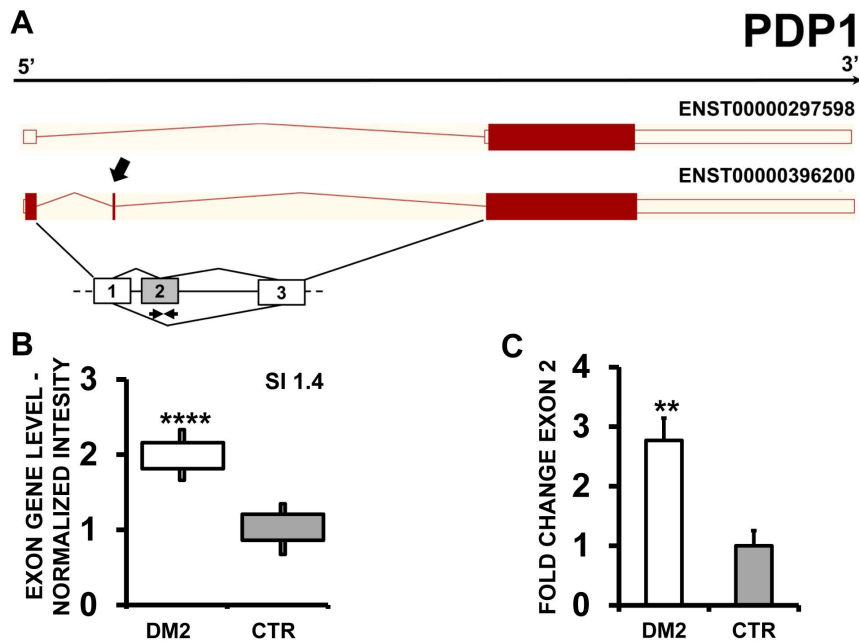 A
PDP1
5’
3’
ENST00000297598
ENST00000396200
1
2
3
B
EXON GENE LEVEL -
NORMALIZED INTESITY
SI 1.4
3
2
1
0
****
DM2
CTR
C
FOLD CHANGE EXON 2
4
3
2
1
0
**
DM2
CTR